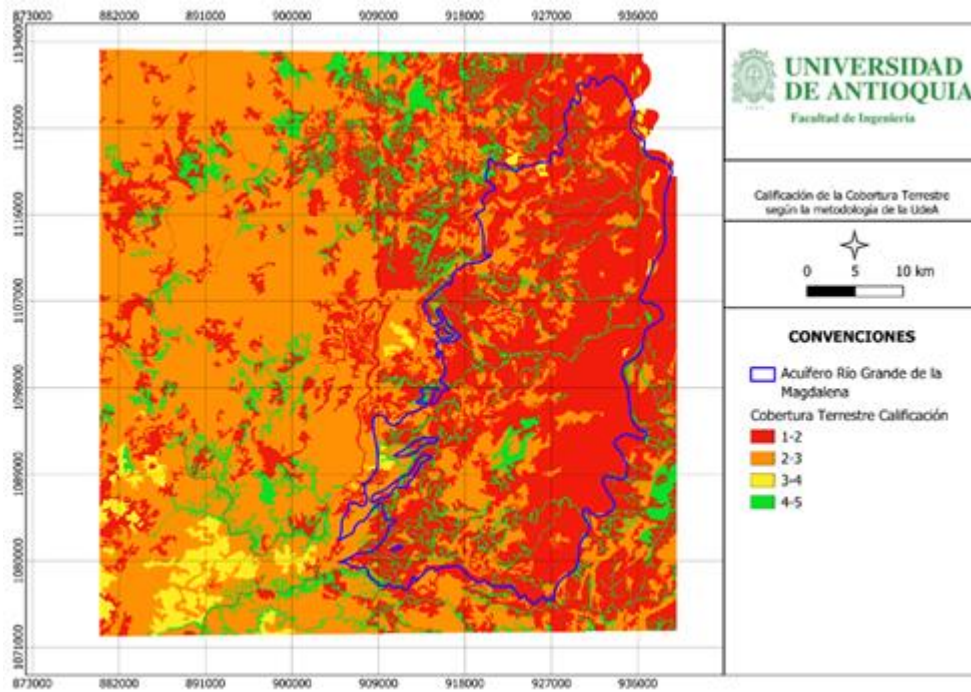 873000 882000 891000 900000 909000 918000 927000 936000
1134000
1125000
1116000
1107000
1098000
1089000
1080000
1071000
873000 882000 891000 900000 909000 918000 927000 936000
UNIVERSIDAD
DE ANTIOQUIA
Facultad de Ingeniería
Calificación de la Cobertura Terrestre
según la metodología de la UdeA
0 5 10 km
CONVENCIONES
Acuífero Río Grande de la
Magdalena
Cobertura Terrestre Calificación
1-2
2-3
3-4
4-5